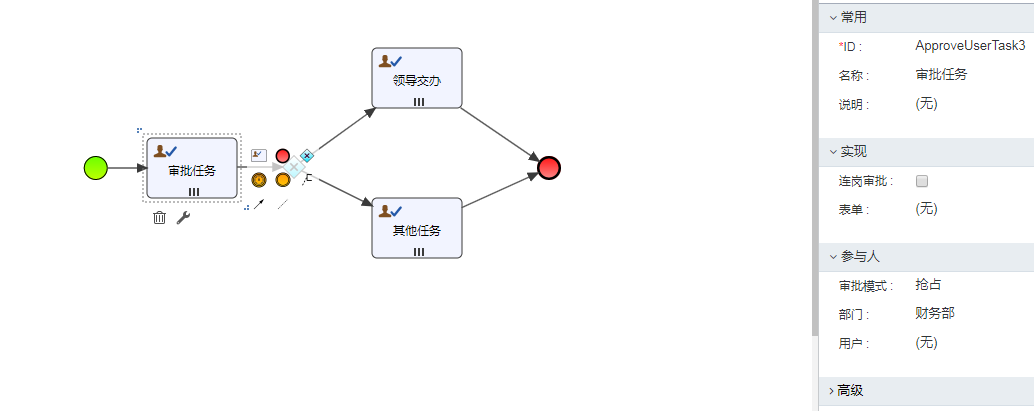 领导交办
审批任务
其他任务
常用
*ID :
ApproveUserTask3
名称 :
审批任务
说明 :
(无)
实现
连岗审批 :
表单 :
(无)
参与人
审批模式 :
抢占
部门 :
财务部
用户 :
(无)
高级